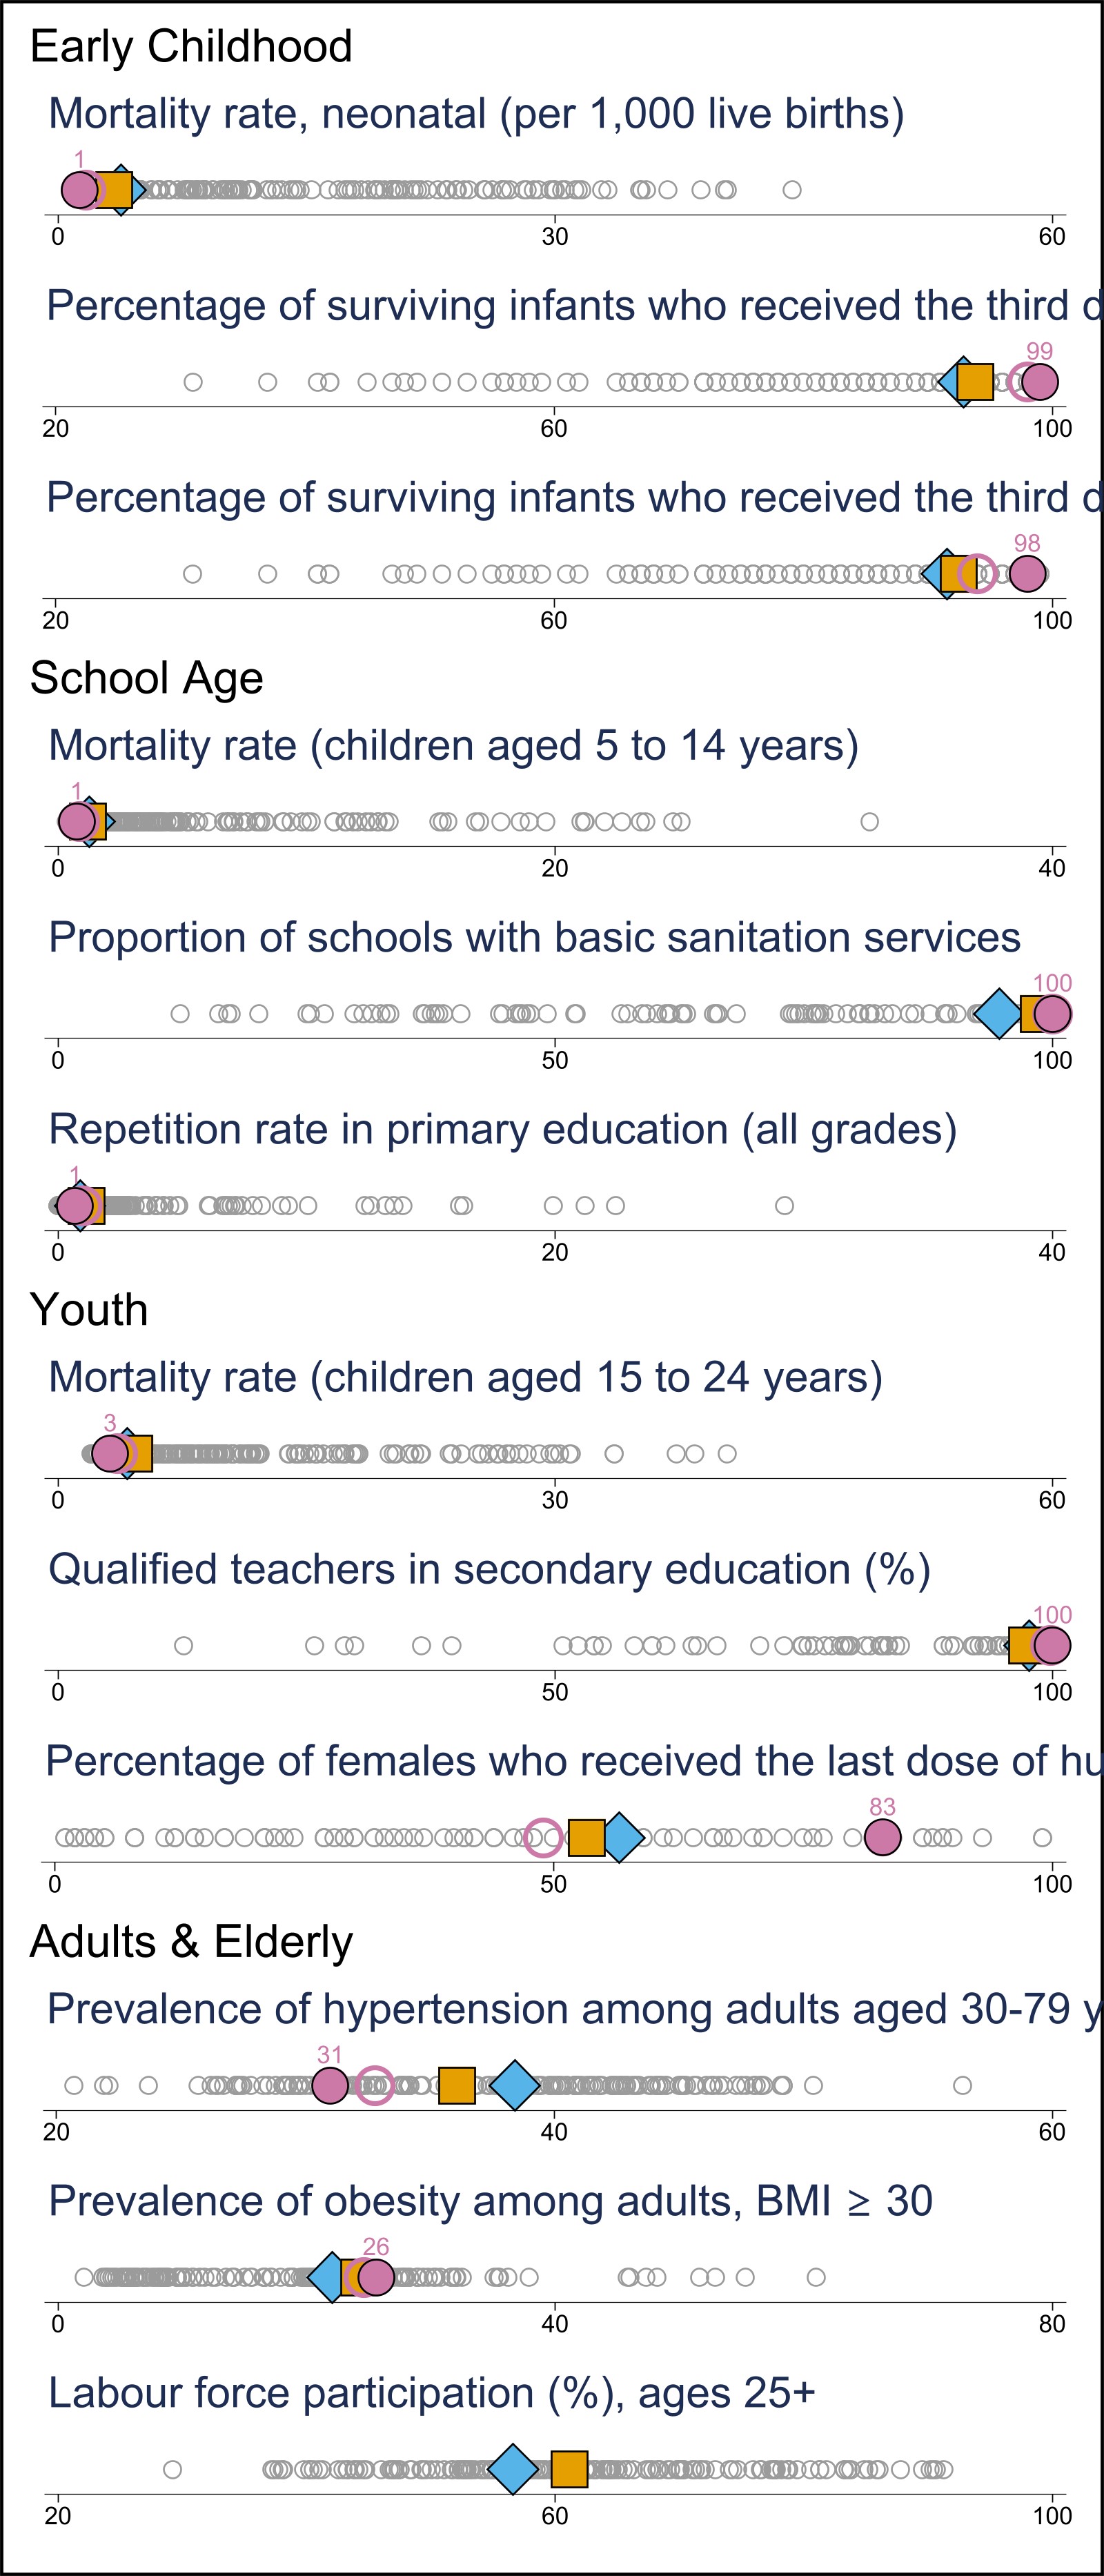 Early Childhood
Mortality rate, neonatal (per 1,000 live births)
1
0 30 60
Percentage of surviving infants who received the third d
99
20 60 100
Percentage of surviving infants who received the third d
98
20 60 100
School Age
Mortality rate (children aged 5 to 14 years)
1
0 20 40
Proportion of schools with basic sanitation services
100
0 50 100
Repetition rate in primary education (all grades)
1
0 20 40
Youth
Mortality rate (children aged 15 to 24 years)
3
0 30 60
Qualified teachers in secondary education (%)
100
0 50 100
Percentage of females who received the last dose of hu
83
0 50 100
Adults & Elderly
Prevalence of hypertension among adults aged 30-79 y
31
20 40 60
Prevalence of obesity among adults, BMI ≥ 30
26
0 40 80
Labour force participation (%), ages 25+
20 60 100